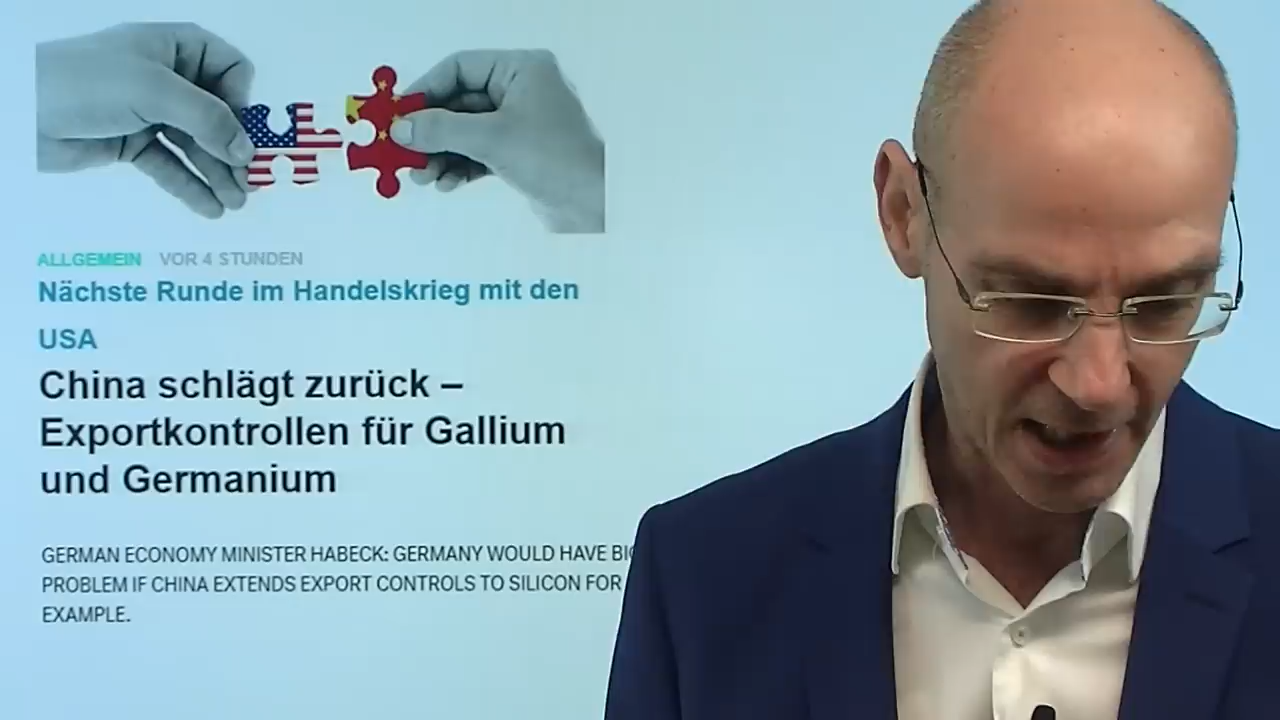 ALLGEMEIN VOR 4 STUNDEN
Nächste Runde im Handelskrieg mit den
USA
China schlägt zurück –
Exportkontrollen für Gallium
und Germanium
GERMAN ECONOMY MINISTER HABECK: GERMANY WOULD HAVE
PROBLEM IF CHINA EXTENDS EXPORT CONTROLS TO SILICON FOR
EXAMPLE.